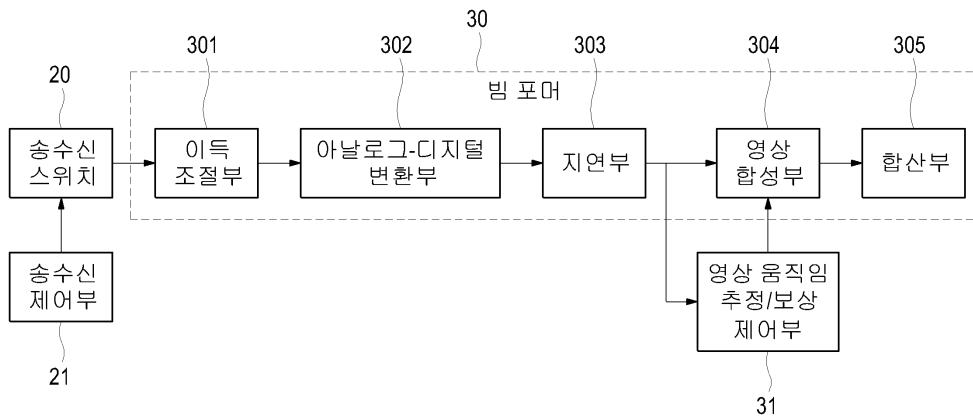 30
301
302
303
304
305
20
빔 포머
송수신
스위치
이득
조절부
아날로그-디지털
변환부
지연부
영상
합성부
합산부
송수신
제어부
영상 움직임
추정/보상
제어부
21
31